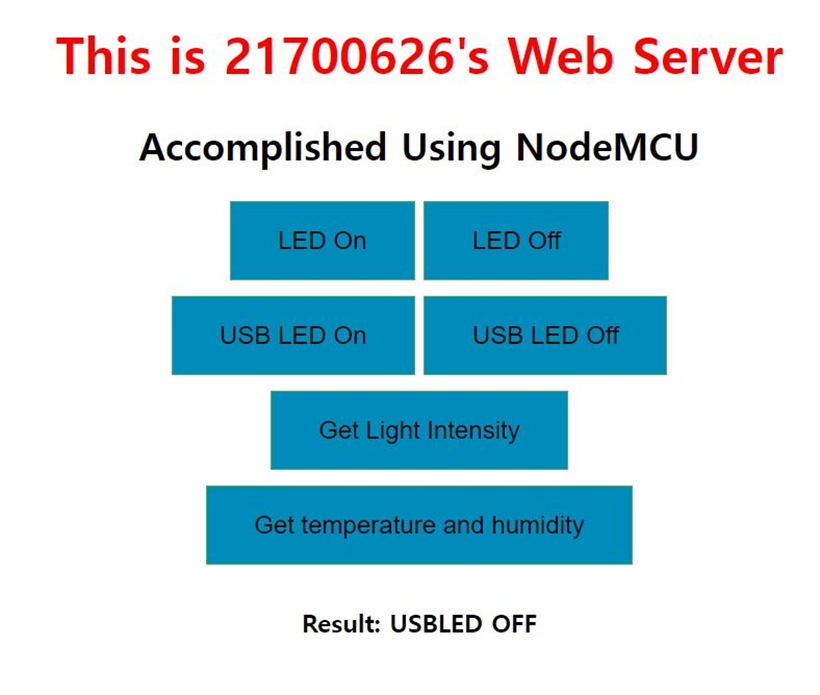 This is 21700626's Web Server
Accomplished Using NodeMCU
LED On LED Off
USB LED On USB LED Off
Get Light Intensity
Get temperature and humidity
Result: USBLED OFF